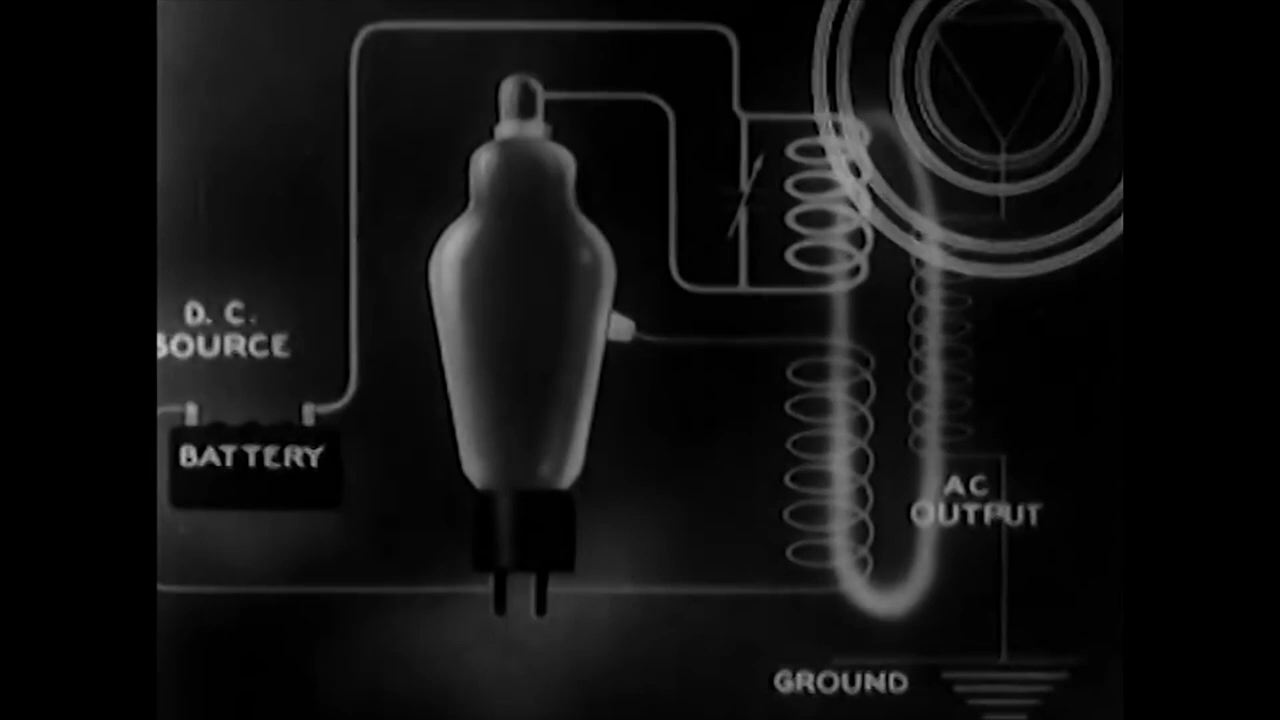 D. C.
SOURCE
BATTERY
AC
OUTPUT
GROUND